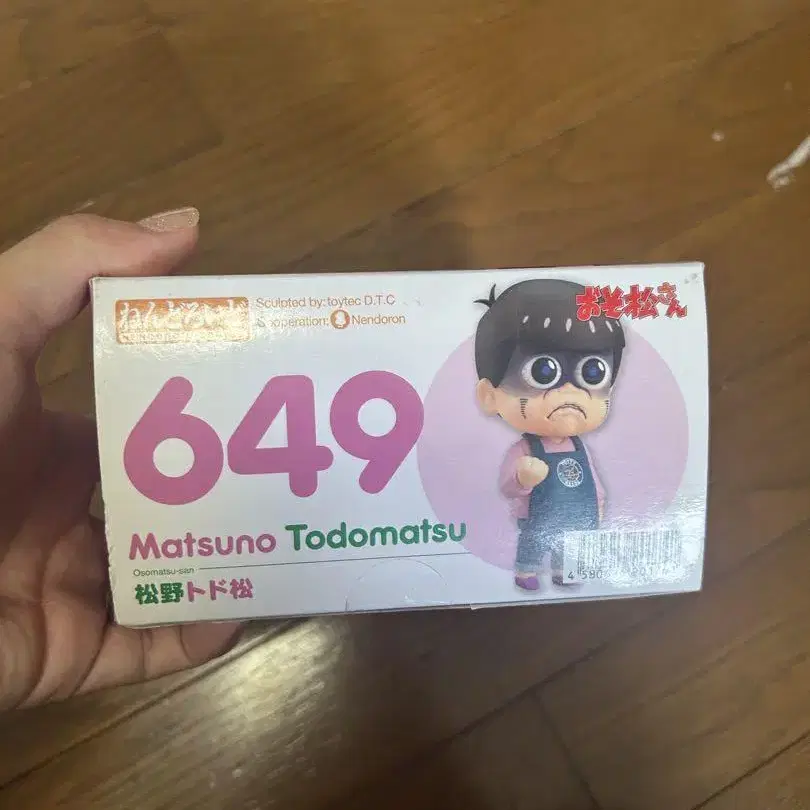 ねんどろいど
Sculpted by: toytec D.T.C
Cooperation: Nendoron
おそ松さん
649
Matsuno Todomatsu
Osomatsu-san
松野トド松